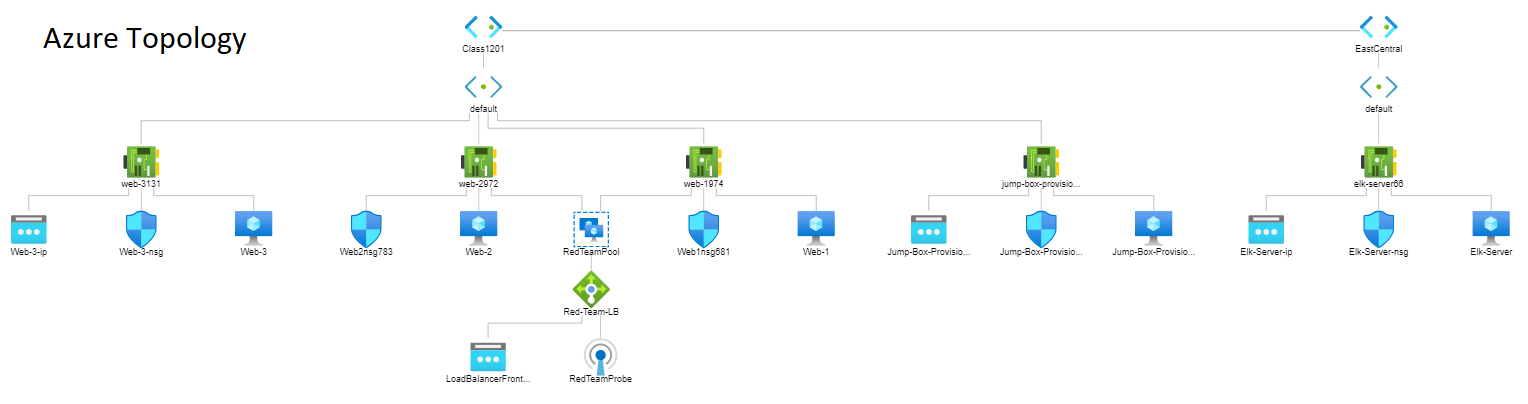 Azure Topology
Class1201
EastCentral
default
default
web-3131
web-2972
web-1974
jump-box-provisio...
elk-server66
Web-3-ip
Web-3-nsg
Web-3
Web2nsg783
Web-2
RedTeamPool
Web1nsg681
Web-1
Jump-Box-Provisio...
Jump-Box-Provisio...
Jump-Box-Provisio...
Elk-Server-ip
Elk-Server-nsg
Elk-Server
Red-Team-LB
LoadBalancerFront...
RedTeamProbe